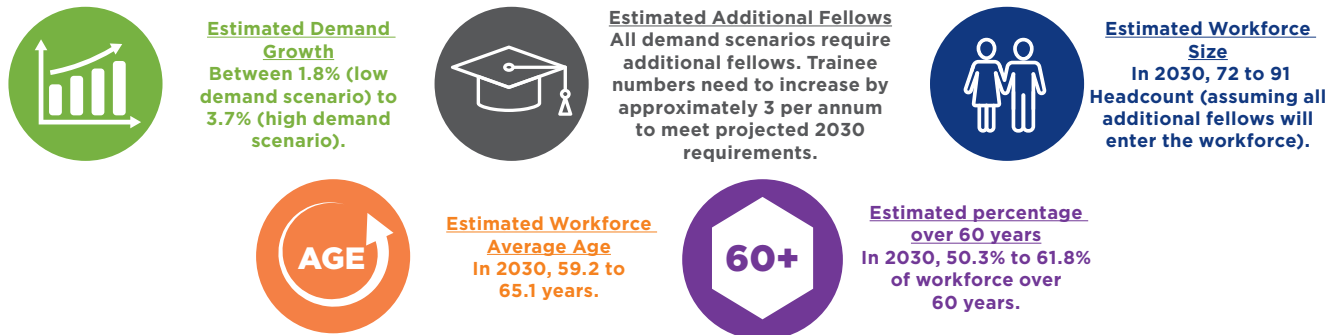 Estimated Demand
Growth
Between 1.8% (low
demand scenario) to
3.7% (high demand
scenario).
Estimated Additional Fellows
All demand scenarios require
additional fellows. Trainee
numbers need to increase by
approximately 3 per annum
to meet projected 2030
requirements.
Estimated Workforce
Size
In 2030, 72 to 91
Headcount (assuming all
additional fellows will
enter the workforce).
AGE
Estimated Workforce
Average Age
In 2030, 59.2 to
65.1 years.
60+
Estimated percentage
over 60 years
In 2030, 50.3% to 61.8%
of workforce over
60 years.